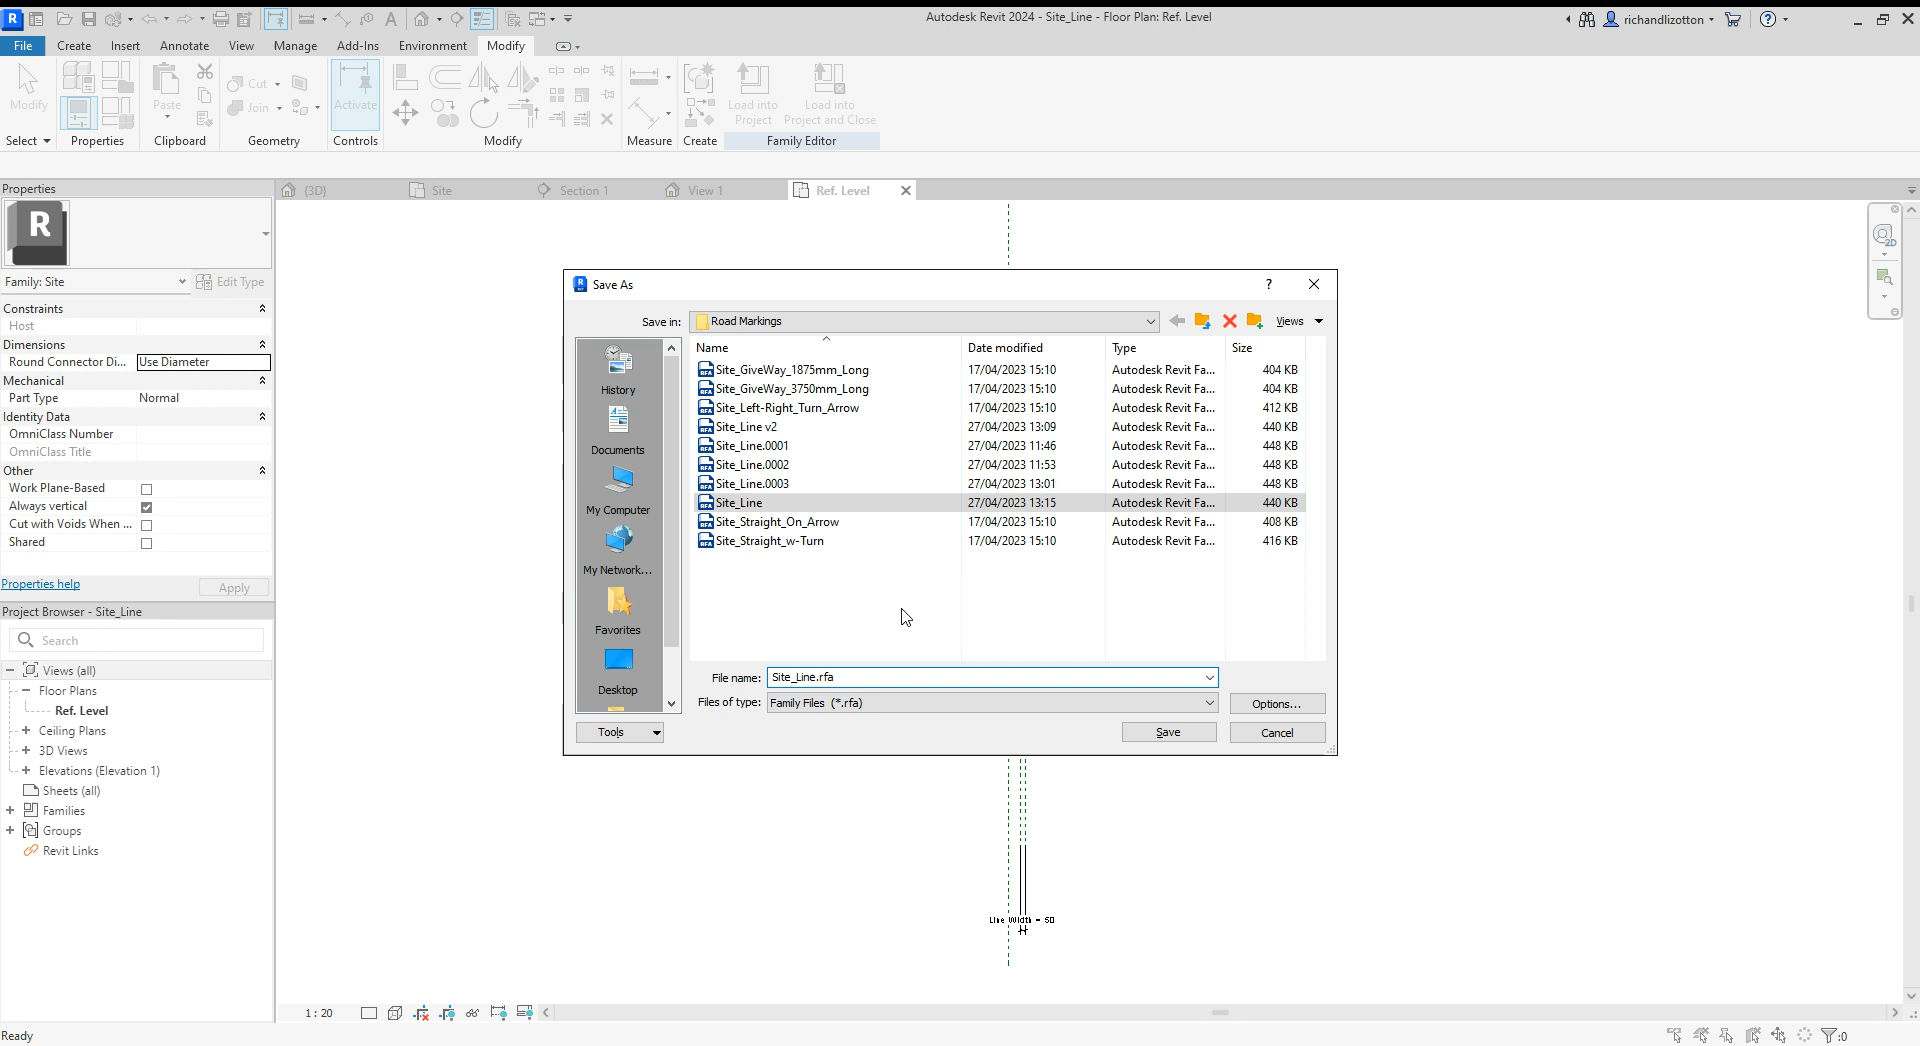 Autodesk Revit 2024 - Site_Line - Floor Plan: Ref. Level
richandlizotton
File Create Insert Annotate View Manage Add-Ins Environment Modify
Modify
Paste
Cut
Join
Activate
Load into Project
Load into Project and Close
Select Properties Clipboard Geometry Controls Modify Measure Create Family Editor
Properties
{3D} Site Section 1 View 1 Ref. Level
R
Family: Site Edit Type
Constraints
Host
Dimensions
Round Connector Di... Use Diameter
Mechanical
Part Type Normal
Identity Data
OmniClass Number
OmniClass Title
Other
Work Plane-Based
Always vertical
Cut with Voids When ...
Shared
Properties help Apply
Project Browser - Site_Line
Search
Views (all)
Floor Plans
Ref. Level
Ceiling Plans
3D Views
Elevations (Elevation 1)
Sheets (all)
Families
Groups
Revit Links
Save As
Save in: Road Markings Views
History
Documents
My Computer
My Network...
Favorites
Desktop
Name Date modified Type Size
Site_GiveWay_1875mm_Long 17/04/2023 15:10 Autodesk Revit Fa... 404 KB
Site_GiveWay_3750mm_Long 17/04/2023 15:10 Autodesk Revit Fa... 404 KB
Site_Left-Right_Turn_Arrow 17/04/2023 15:10 Autodesk Revit Fa... 412 KB
Site_Line v2 27/04/2023 13:09 Autodesk Revit Fa... 440 KB
Site_Line.0001 27/04/2023 11:46 Autodesk Revit Fa... 448 KB
Site_Line.0002 27/04/2023 11:53 Autodesk Revit Fa... 448 KB
Site_Line.0003 27/04/2023 13:01 Autodesk Revit Fa... 448 KB
Site_Line 27/04/2023 13:15 Autodesk Revit Fa... 440 KB
Site_Straight_On_Arrow 17/04/2023 15:10 Autodesk Revit Fa... 408 KB
Site_Straight_w-Turn 17/04/2023 15:10 Autodesk Revit Fa... 416 KB
File name: Site_Line.rfa
Files of type: Family Files (*.rfa) Options...
Tools Save Cancel
Line Width = 50
1 : 20
Ready
:0
2D